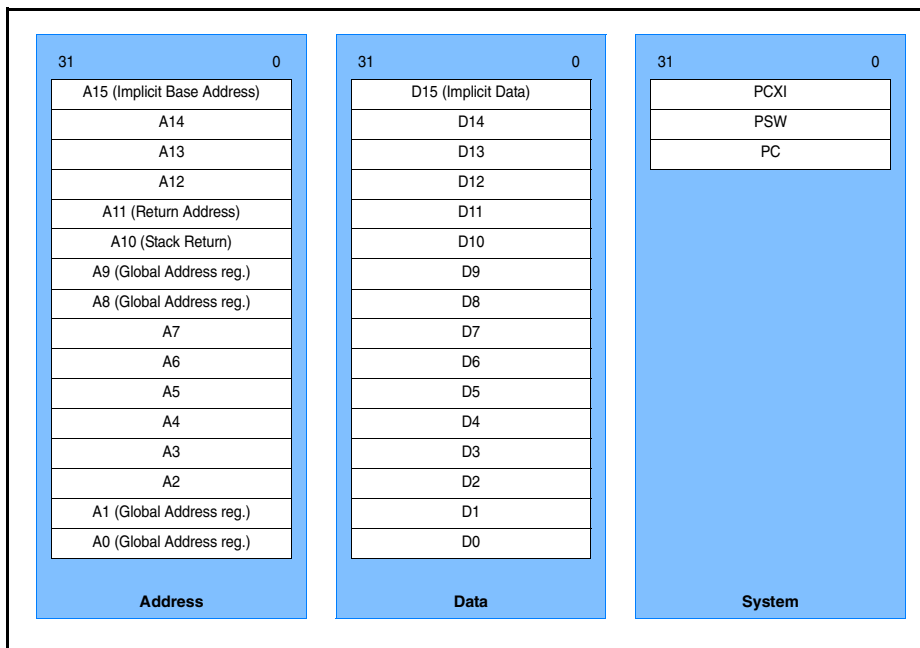 31 0
A15 (Implicit Base Address)
A14
A13
A12
A11 (Return Address)
A10 (Stack Return)
A9 (Global Address reg.)
A8 (Global Address reg.)
A7
A6
A5
A4
A3
A2
A1 (Global Address reg.)
A0 (Global Address reg.)
Address
31 0
D15 (Implicit Data)
D14
D13
D12
D11
D10
D9
D8
D7
D6
D5
D4
D3
D2
D1
D0
Data
31 0
PCXI
PSW
PC
System